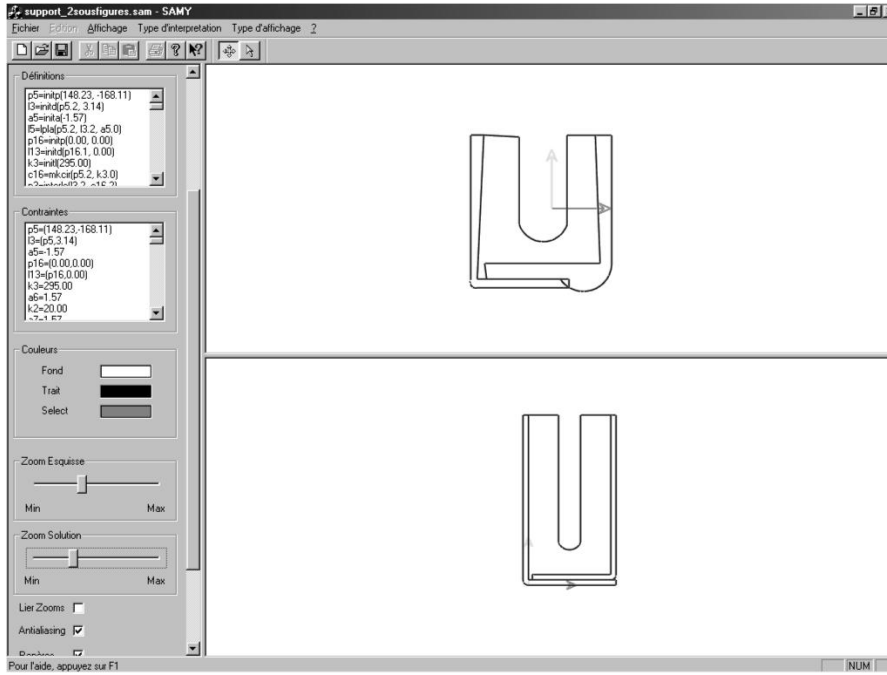 support_2sousfigures.sam - SAMY
Fichier Edition Affichage Type d'interpretation Type d'affichage ?
Définitions
p5=initp(148.23, -168.11)
l3=initd(p5.2, 3.14)
a5=inita(-1.57)
l5=lpla(p5.2, l3.2, a5.0)
p16=initp(0.00, 0.00)
l13=initd(p16.1, 0.00)
k3=initl(295.00)
c16=mkcir(p5.2, k3.0)
Contraintes
p5=(148.23,-168.11)
l3=(p5,3.14)
a5=-1.57
p16=(0.00,0.00)
l13=(p16,0.00)
k3=295.00
a6=1.57
k2=20.00
a7=1.57
Couleurs
Fond
Trait
Select
Zoom Esquisse
Min Max
Zoom Solution
Min Max
Lier Zooms
Antialiasing
Repères
Pour l'aide, appuyez sur F1
NUM